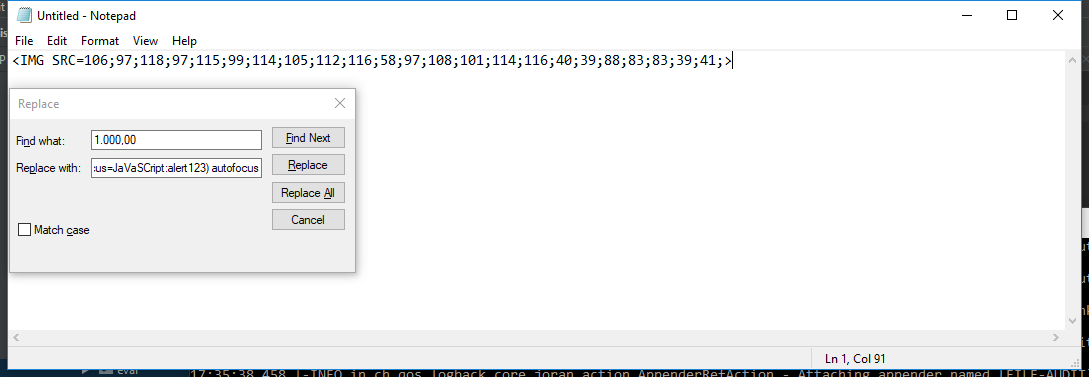 Untitled - Notepad
File Edit Format View Help
<IMG SRC=106;97;118;97;115;99;114;105;112;116;58;97;108;101;114;116;40;39;88;83;83;39;41;>
Replace
Find what: 1.000,00 Find Next
Replace with: :us=JaVaSCript:alert123) autofocus Replace
Replace All
Cancel
Match case
Ln 1, Col 91
eval
17:35:38,458 |-INFO in ch.qos.logback.core.joran.action.AppenderRefAction - Attaching appender named [FILE-AUDIT